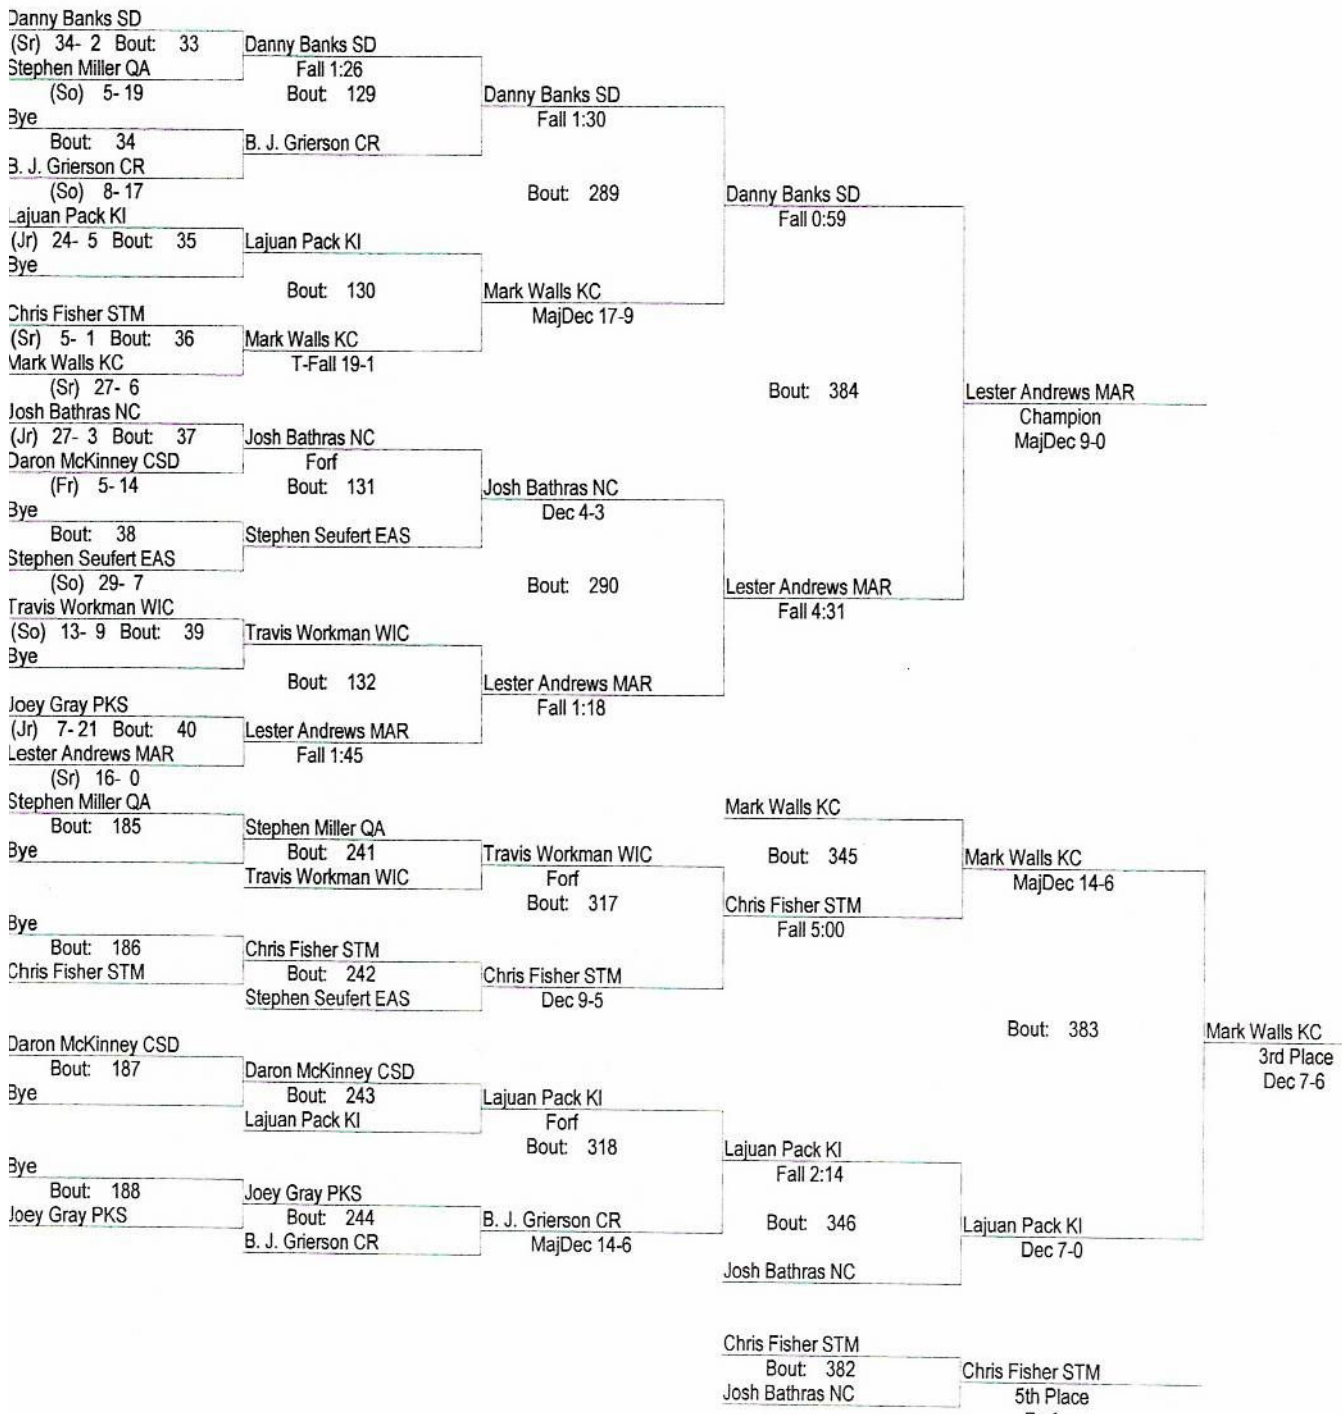 Danny Banks SD
(Sr) 34- 2 Bout: 33
Stephen Miller QA
(So) 5- 19
Bye
Bout: 34
B. J. Grierson CR
(So) 8- 17
Lajuan Pack KI
(Jr) 24- 5 Bout: 35
Bye
Chris Fisher STM
(Sr) 5- 1 Bout: 36
Mark Walls KC
(Sr) 27- 6
Josh Bathras NC
(Jr) 27- 3 Bout: 37
Daron McKinney CSD
(Fr) 5- 14
Bye
Bout: 38
Stephen Seufert EAS
(So) 29- 7
Travis Workman WIC
(So) 13- 9 Bout: 39
Bye
Joey Gray PKS
(Jr) 7- 21 Bout: 40
Lester Andrews MAR
(Sr) 16- 0
Danny Banks SD
Fall 1:26
Bout: 129
B. J. Grierson CR
Lajuan Pack KI
Bout: 130
Mark Walls KC
T-Fall 19-1
Josh Bathras NC
Forf
Bout: 131
Stephen Seufert EAS
Travis Workman WIC
Bout: 132
Lester Andrews MAR
Fall 1:45
Danny Banks SD
Fall 1:30
Bout: 289
Mark Walls KC
MajDec 17-9
Josh Bathras NC
Dec 4-3
Bout: 290
Lester Andrews MAR
Fall 1:18
Danny Banks SD
Fall 0:59
Bout: 384
Lester Andrews MAR
Fall 4:31
Lester Andrews MAR
Champion
MajDec 9-0
Stephen Miller QA
Bout: 185
Bye
Bye
Bout: 186
Chris Fisher STM
Daron McKinney CSD
Bout: 187
Bye
Bye
Bout: 188
Joey Gray PKS
Stephen Miller QA
Bout: 241
Travis Workman WIC
Chris Fisher STM
Bout: 242
Stephen Seufert EAS
Daron McKinney CSD
Bout: 243
Lajuan Pack KI
Joey Gray PKS
Bout: 244
B. J. Grierson CR
Travis Workman WIC
Forf
Bout: 317
Chris Fisher STM
Dec 9-5
Lajuan Pack KI
Forf
Bout: 318
B. J. Grierson CR
MajDec 14-6
Mark Walls KC
Bout: 345
Chris Fisher STM
Fall 5:00
Lajuan Pack KI
Fall 2:14
Bout: 346
Josh Bathras NC
Mark Walls KC
MajDec 14-6
Bout: 383
Lajuan Pack KI
Dec 7-0
Mark Walls KC
3rd Place
Dec 7-6
Chris Fisher STM
Bout: 382
Josh Bathras NC
Chris Fisher STM
5th Place